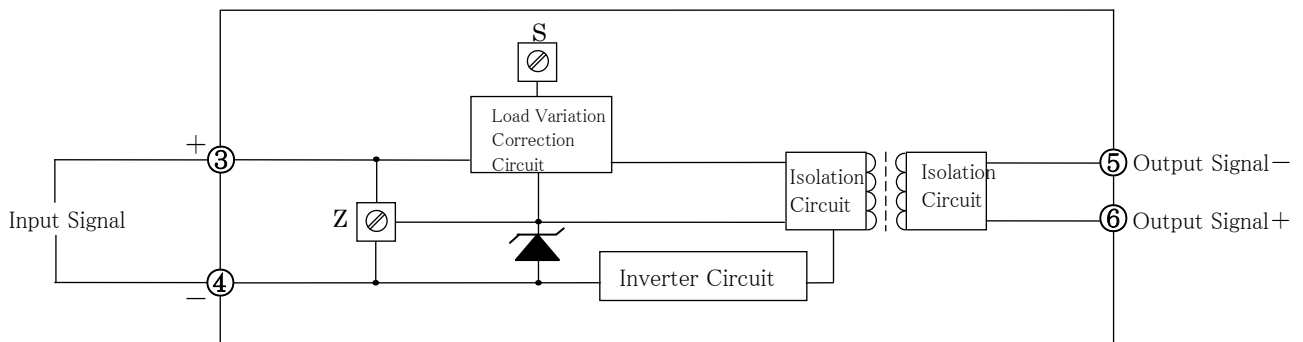 S
Load Variation
Correction
Circuit
+
③
Isolation
Circuit
Isolation
Circuit
⑤ Output Signal−
Input Signal
Z
⑥ Output Signal+
④
−
Inverter Circuit